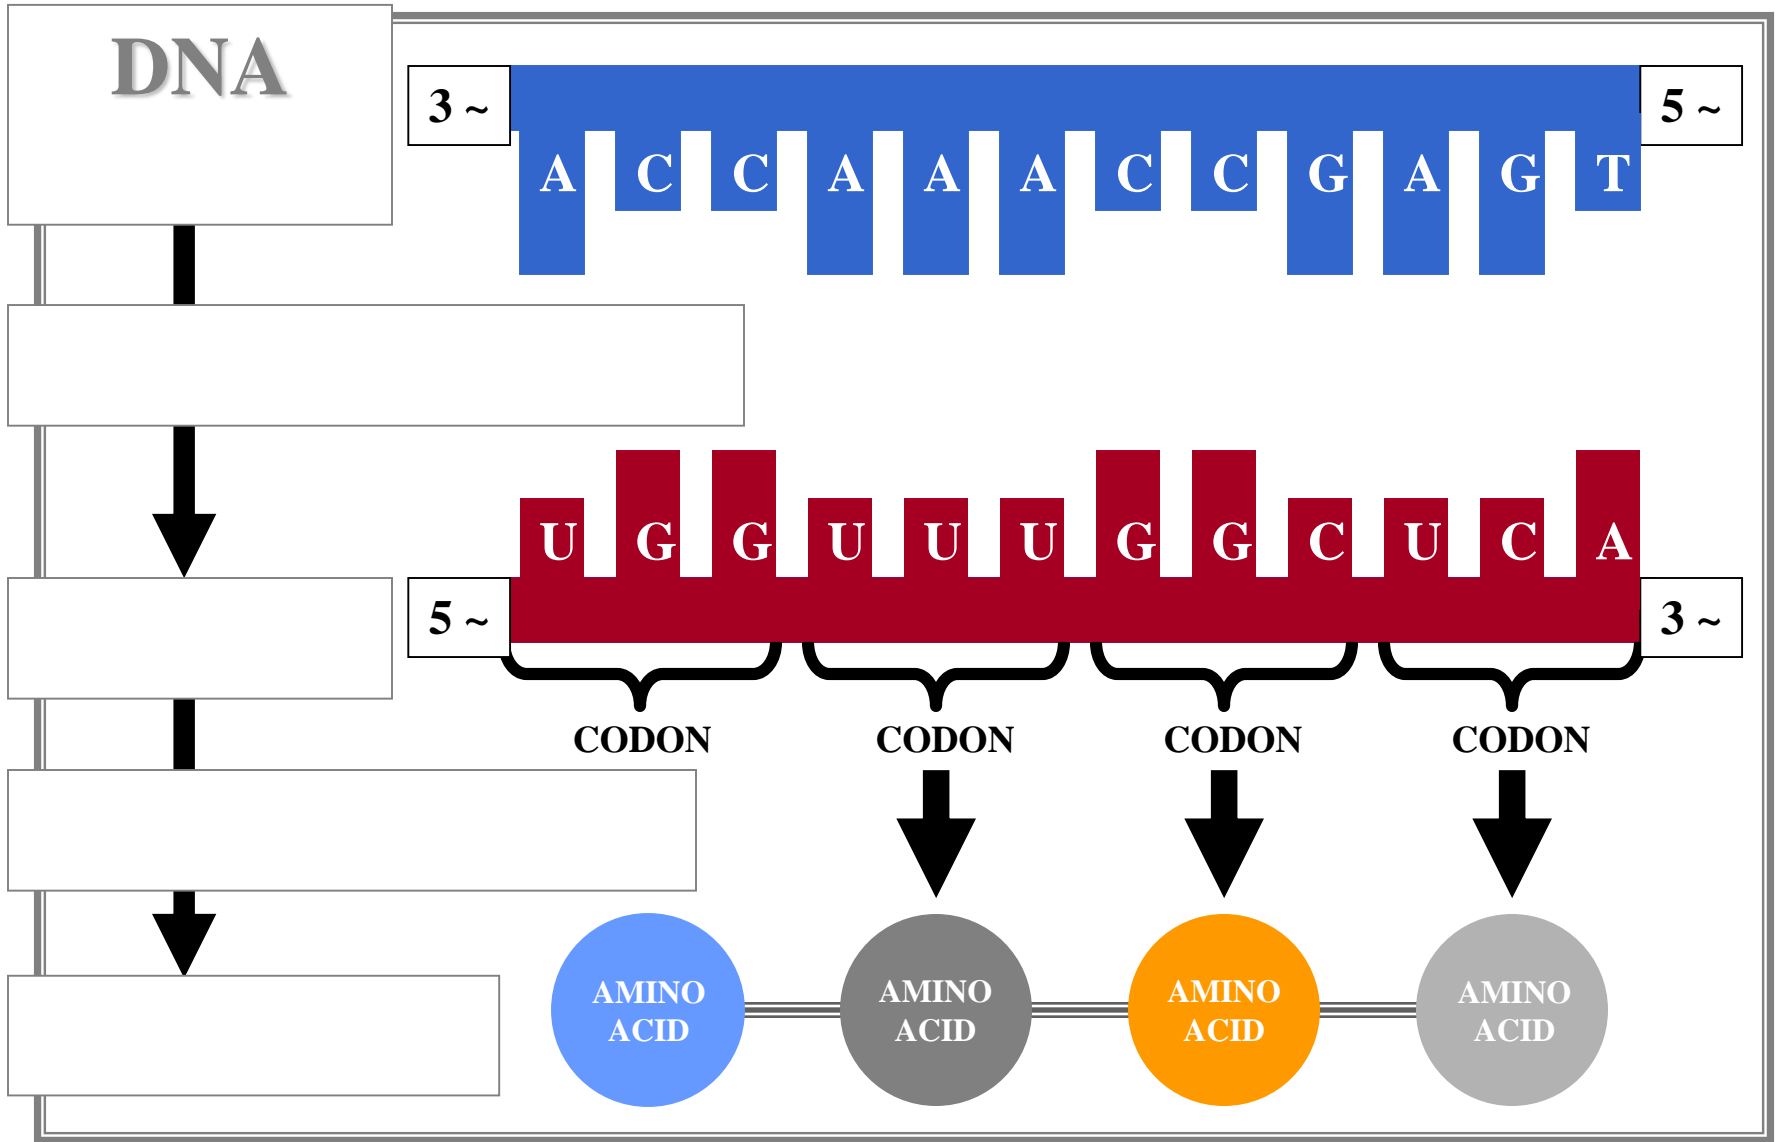 DNA
3 ~
5 ~
A C C A A A C C G A G T
U G G U U U G G C U C A
5 ~
3 ~
CODON CODON CODON CODON
AMINO AMINO AMINO AMINO
ACID ACID ACID ACID